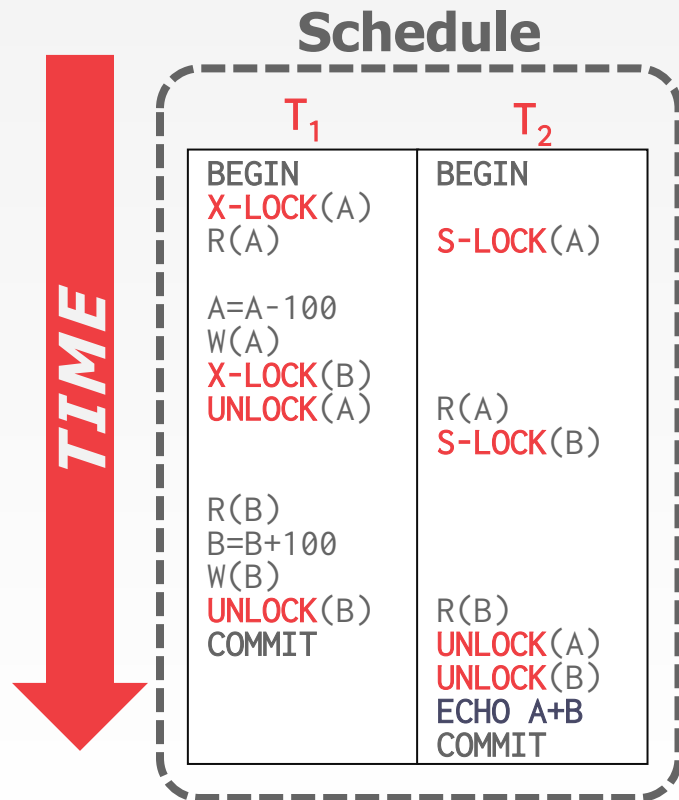 Schedule
TIME
T₁
T₂
BEGIN
X-LOCK(A)
R(A)
A=A-100
W(A)
X-LOCK(B)
UNLOCK(A)
R(B)
B=B+100
W(B)
UNLOCK(B)
COMMIT
BEGIN
S-LOCK(A)
R(A)
S-LOCK(B)
R(B)
UNLOCK(A)
UNLOCK(B)
ECHO A+B
COMMIT